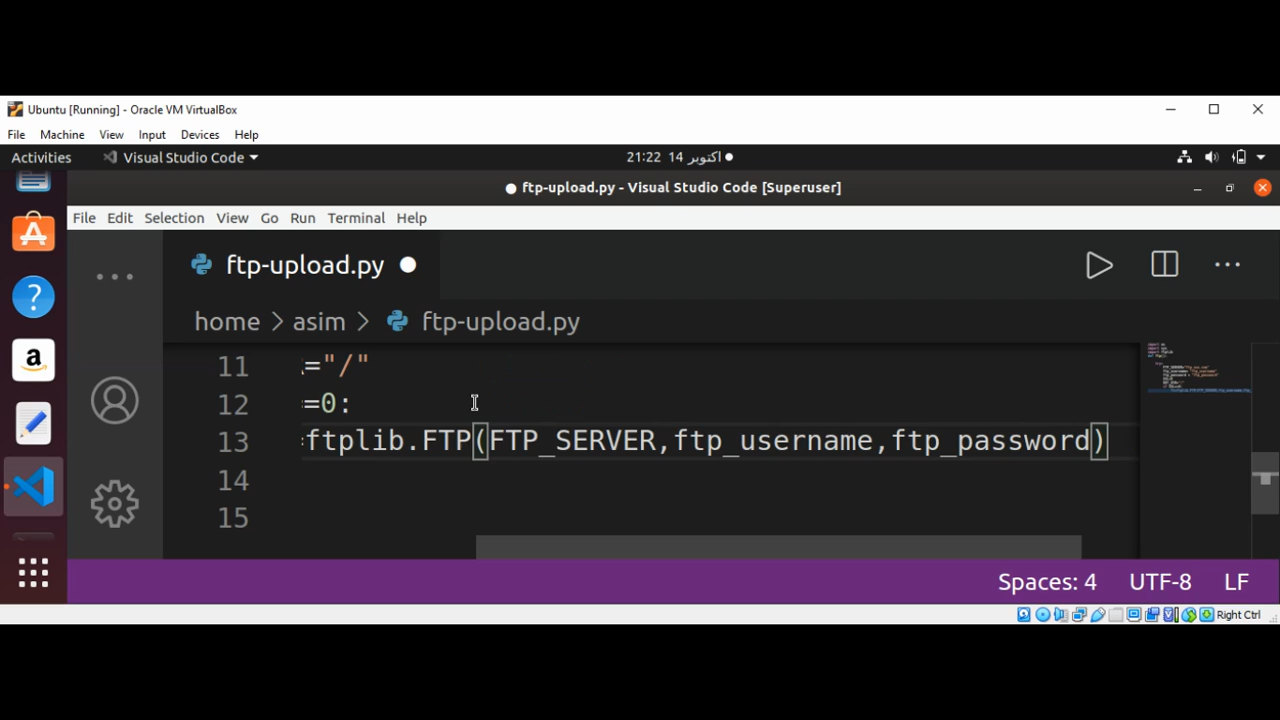 Ubuntu [Running] - Oracle VM VirtualBox
File Machine View Input Devices Help
Activities Visual Studio Code 21:22 14 اکتوبر
ftp-upload.py - Visual Studio Code [Superuser]
File Edit Selection View Go Run Terminal Help
ftp-upload.py
home > asim > ftp-upload.py
11 ="/"
12 ==0:
13 =ftplib.FTP(FTP_SERVER,ftp_username,ftp_password)
14
15
Spaces: 4 UTF-8 LF
Right Ctrl